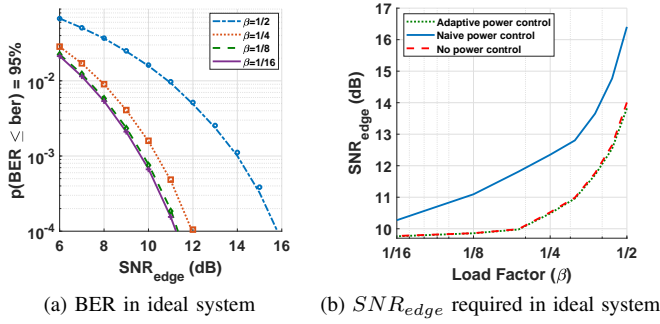 p(BER ≤ ber) = 95%
10^-2
10^-3
10^-4
6 8 10 12 14 16
SNR_edge (dB)
β=1/2
β=1/4
β=1/8
β=1/16
(a) BER in ideal system
SNR_edge (dB)
17
16
15
14
13
12
11
10
1/16 1/8 1/4 1/2
Load Factor (β)
Adaptive power control
Naive power control
No power control
(b) SNR_edge required in ideal system